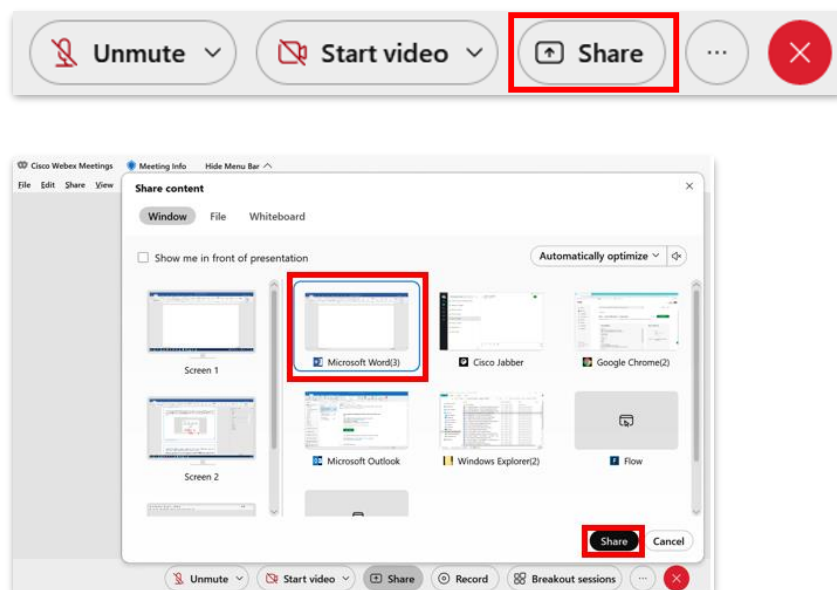 Unmute
Start video
Share
Cisco Webex Meetings
Meeting Info
Hide Menu Bar
File Edit Share View
Share content
Window File Whiteboard
Show me in front of presentation
Automatically optimize
Screen 1
Microsoft Word(3)
Cisco Jabber
Google Chrome(2)
Screen 2
Microsoft Outlook
Windows Explorer(2)
Flow
Share
Cancel
Unmute
Start video
Share
Record
Breakout sessions